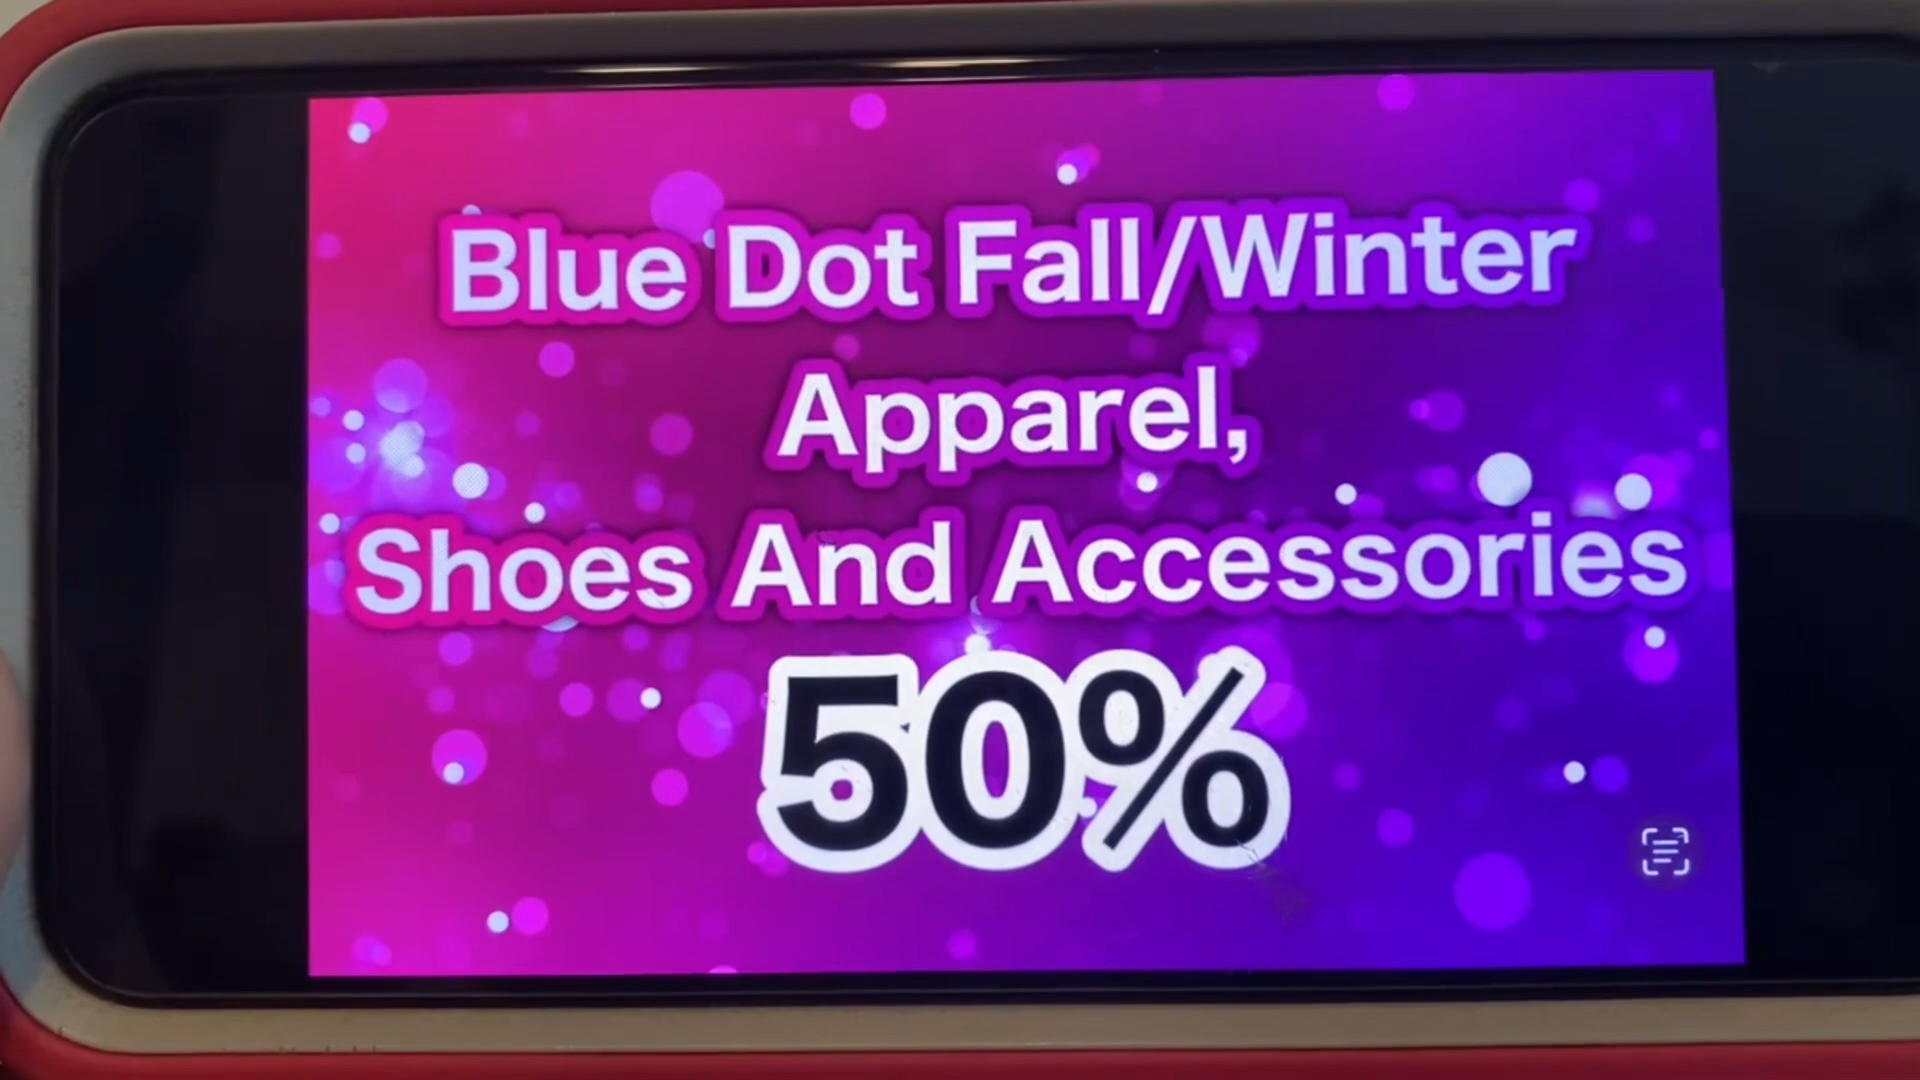 Blue Dot Fall/Winter
Apparel,
Shoes And Accessories
50%